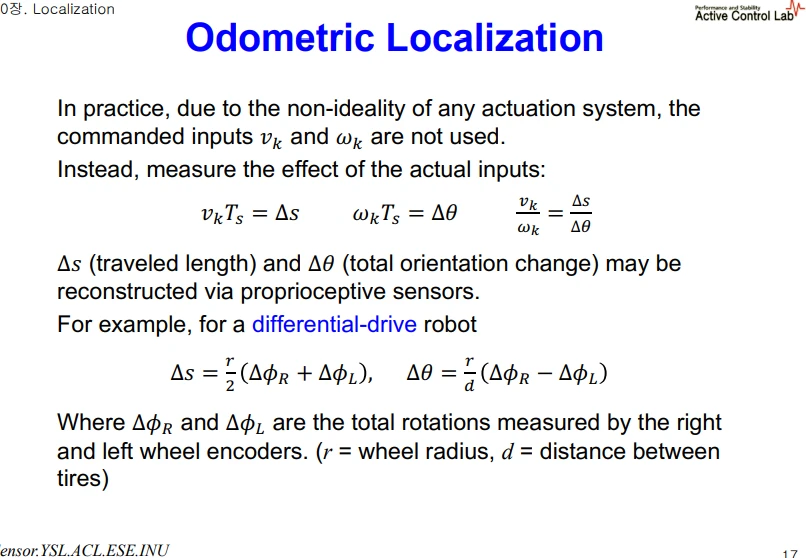 0장. Localization
Performance and Stability
Active Control Lab
Odometric Localization
In practice, due to the non-ideality of any actuation system, the
commanded inputs 𝑣ₖ and 𝜔ₖ are not used.
Instead, measure the effect of the actual inputs:
𝑣ₖ𝑇ₛ = Δ𝑠 𝜔ₖ𝑇ₛ = Δ𝜃 𝑣ₖ/𝜔ₖ = Δ𝑠/Δ𝜃
Δ𝑠 (traveled length) and Δ𝜃 (total orientation change) may be
reconstructed via proprioceptive sensors.
For example, for a differential-drive robot
Δ𝑠 = 𝑟/2 (Δ𝜙_R + Δ𝜙_L), Δ𝜃 = 𝑟/𝑑 (Δ𝜙_R − Δ𝜙_L)
Where Δ𝜙_R and Δ𝜙_L are the total rotations measured by the right
and left wheel encoders. (r = wheel radius, d = distance between
tires)
ensor.YSL.ACL.ESE.INU
17